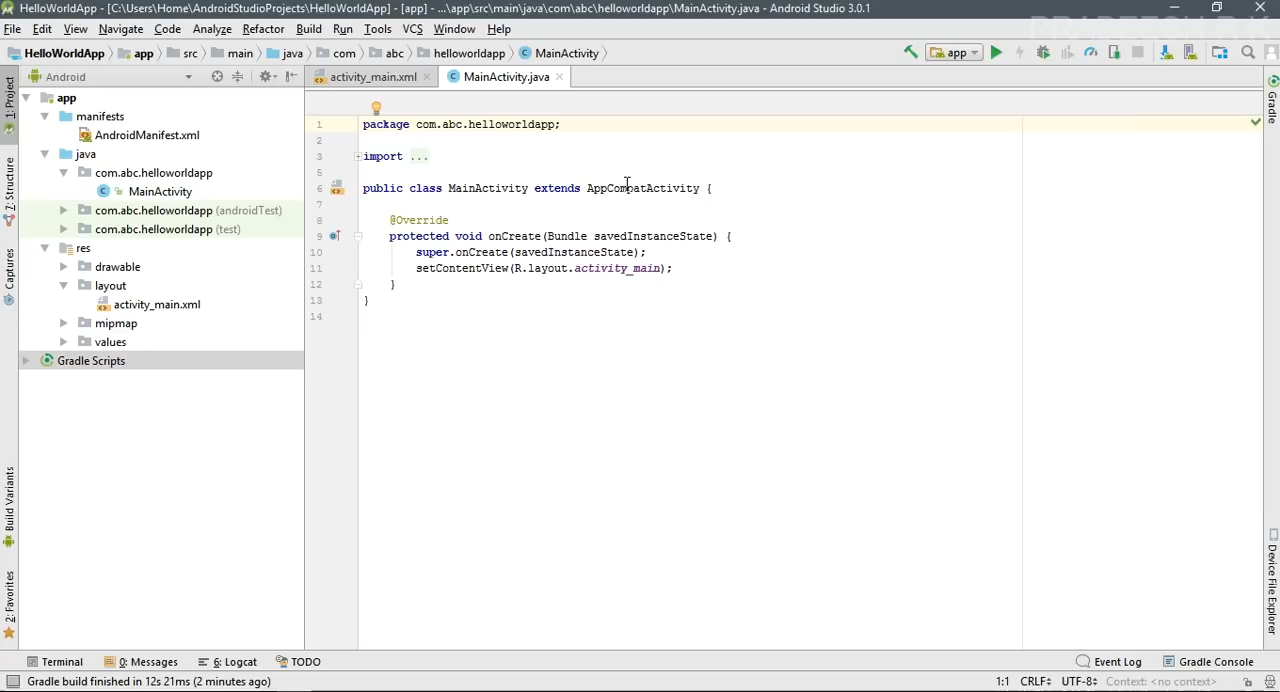 HelloWorldApp - [C:\Users\Home\AndroidStudioProjects\HelloWorldApp] - [app] - ...\app\src\main\java\com\abc\helloworldapp\MainActivity.java - Android Studio 3.0.1
File Edit View Navigate Code Analyze Refactor Build Run Tools VCS Window Help
HelloWorldApp app src main java com abc helloworldapp MainActivity app
Android activity_main.xml MainActivity.java
1: Project
7: Structure
Captures
Build Variants
2: Favorites
app
manifests
AndroidManifest.xml
java
com.abc.helloworldapp
MainActivity
com.abc.helloworldapp (androidTest)
com.abc.helloworldapp (test)
res
drawable
layout
activity_main.xml
mipmap
values
Gradle Scripts
1 package com.abc.helloworldapp;
2
3 import ...
5
6 public class MainActivity extends AppCompatActivity {
7
8 @Override
9 protected void onCreate(Bundle savedInstanceState) {
10 super.onCreate(savedInstanceState);
11 setContentView(R.layout.activity_main);
12 }
13 }
14
Gradle
Device File Explorer
Terminal 0: Messages 6: Logcat TODO Event Log Gradle Console
Gradle build finished in 12s 21ms (2 minutes ago) 1:1 CRLF UTF-8 Context: <no context>